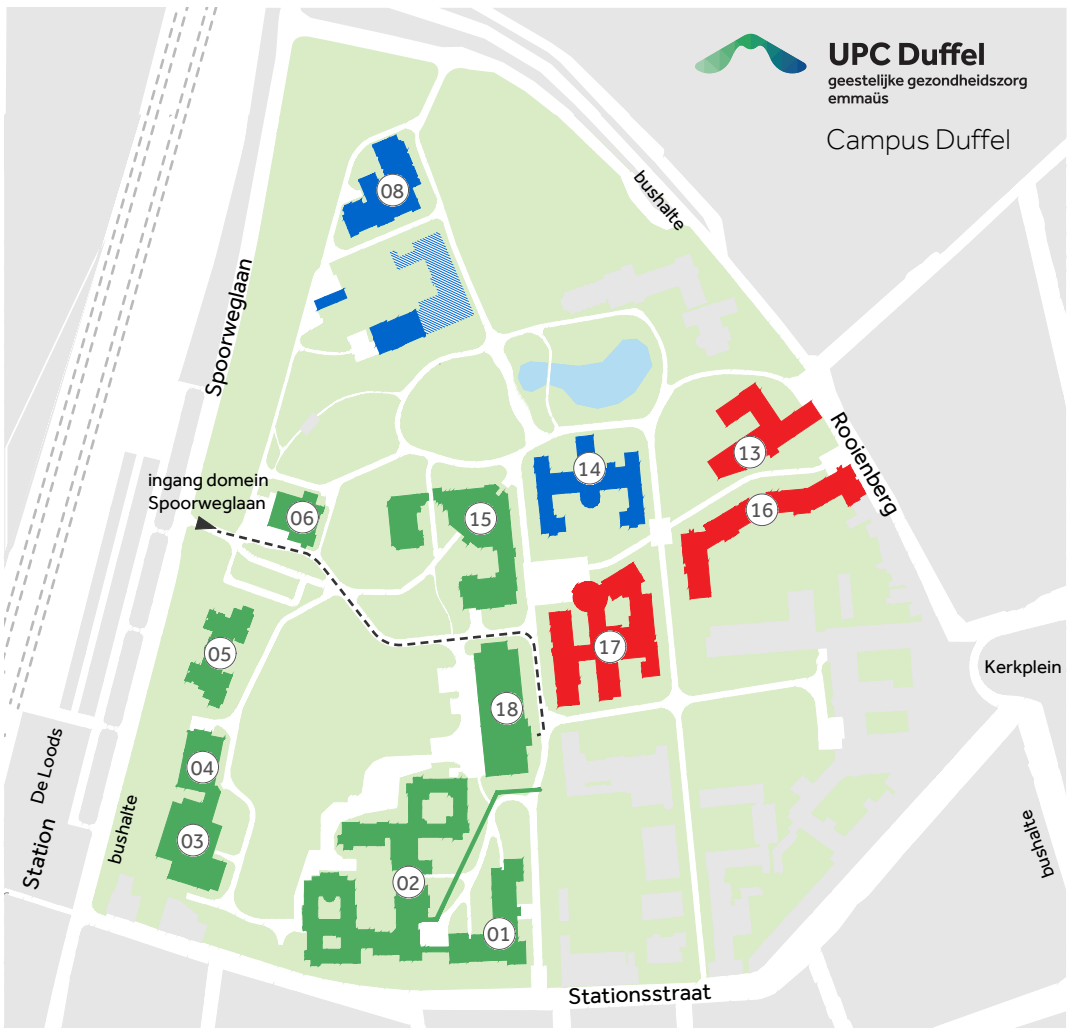 UPC Duffel
geestelijke gezondheidszorg
emmaüs
Campus Duffel
bushalte
08
Spoorweglaan
Rooienberg
13
14
ingang domein
Spoorweglaan
06
15
16
05
17
Kerkplein
18
De Loods
Station
04
bushalte
03
02
bushalte
01
Stationsstraat